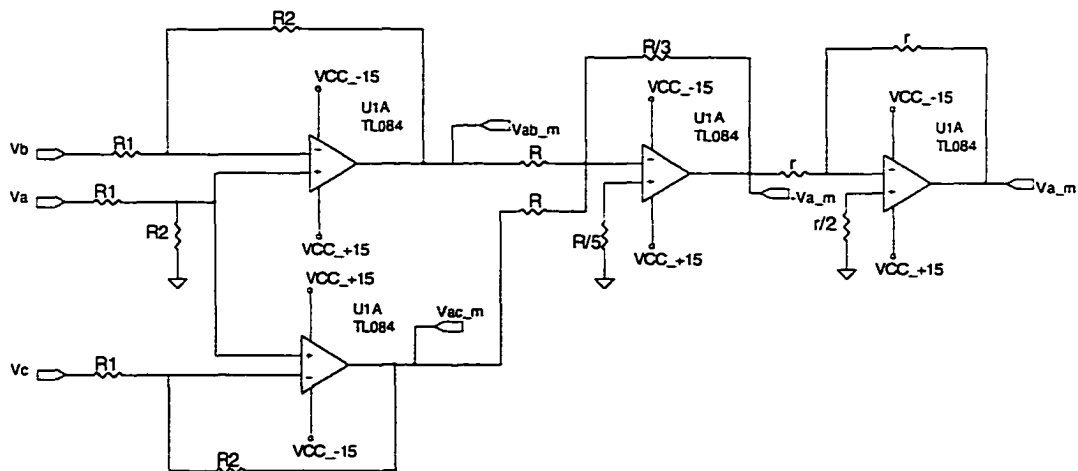 R2
R/3
r
VCC_-15
VCC_-15
VCC_-15
U1A
TL084
U1A
TL084
U1A
TL084
Vab_m
Vb
R1
R
r
Va
R1
R
-Va_m
Va_m
R2
R/5
r/2
VCC_+15
VCC_+15
VCC_+15
VCC_+15
U1A
TL084
Vac_m
Vc
R1
VCC_-15
R2